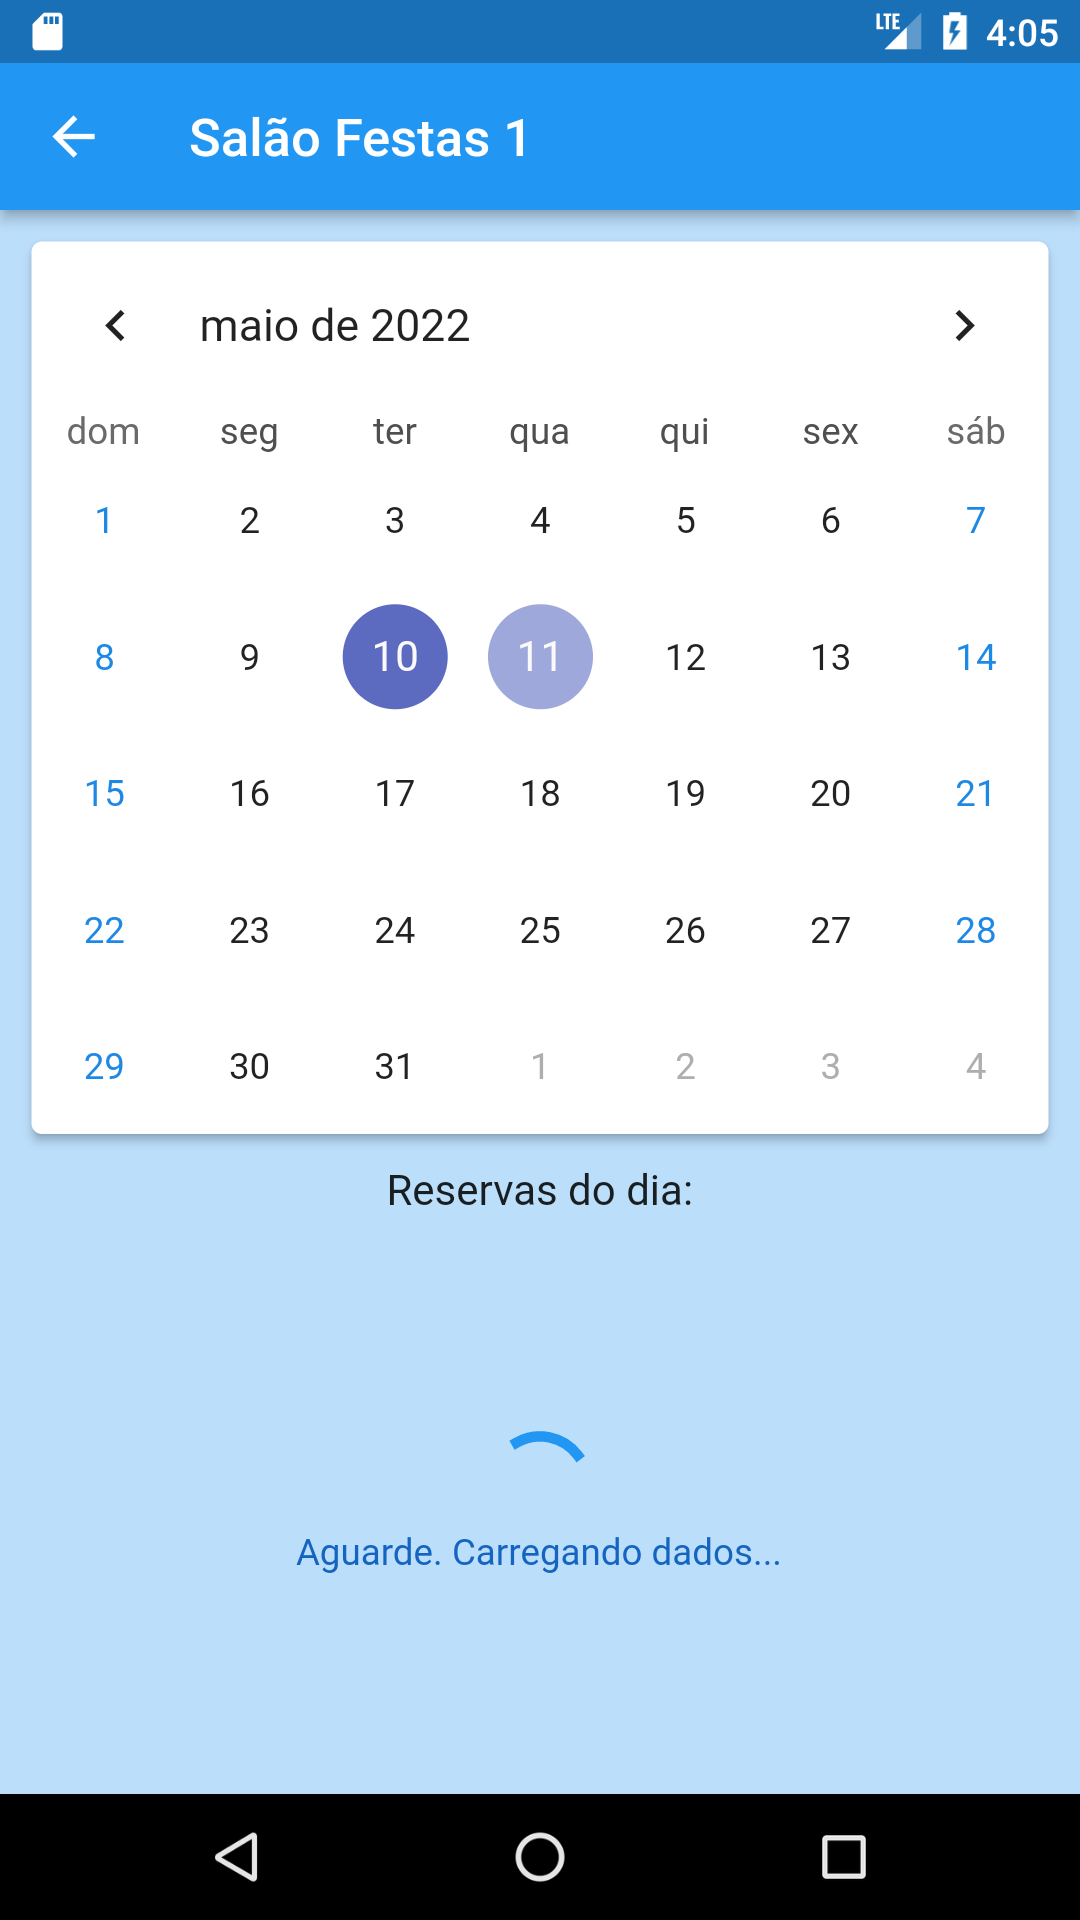 LTE 4:05
Salão Festas 1
maio de 2022
dom seg ter qua qui sex sáb
1 2 3 4 5 6 7
8 9 10 11 12 13 14
15 16 17 18 19 20 21
22 23 24 25 26 27 28
29 30 31 1 2 3 4
Reservas do dia:
Aguarde. Carregando dados...